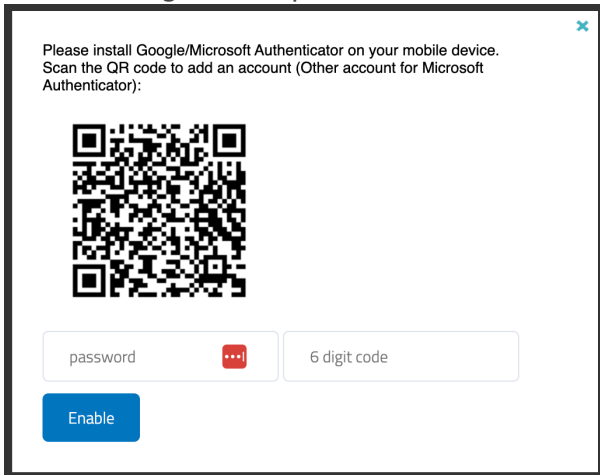 Please install Google/Microsoft Authenticator on your mobile device.
Scan the QR code to add an account (Other account for Microsoft
Authenticator):
password
6 digit code
Enable